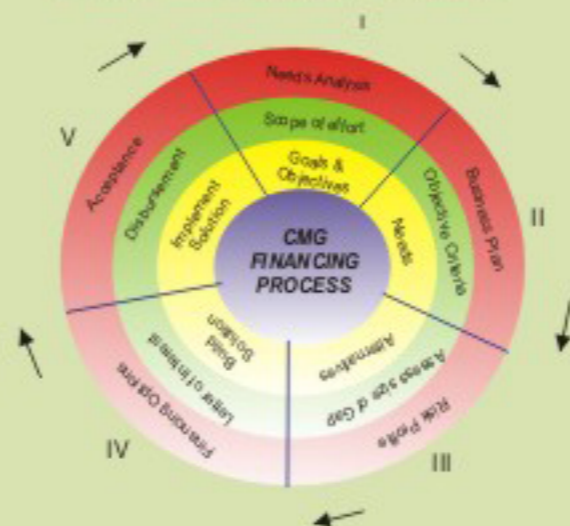 I
Needs Analysis
Scope of effort
Goals &
Objectives
II
Business Plan
Objective Criteria
Needs
III
Risk Profile
Assess size of Gap
Alternatives
IV
Financing Options
Letter of Interest
Build
Solution
V
Acceptance
Disbursement
Implement
Solution
CMG
FINANCING
PROCESS